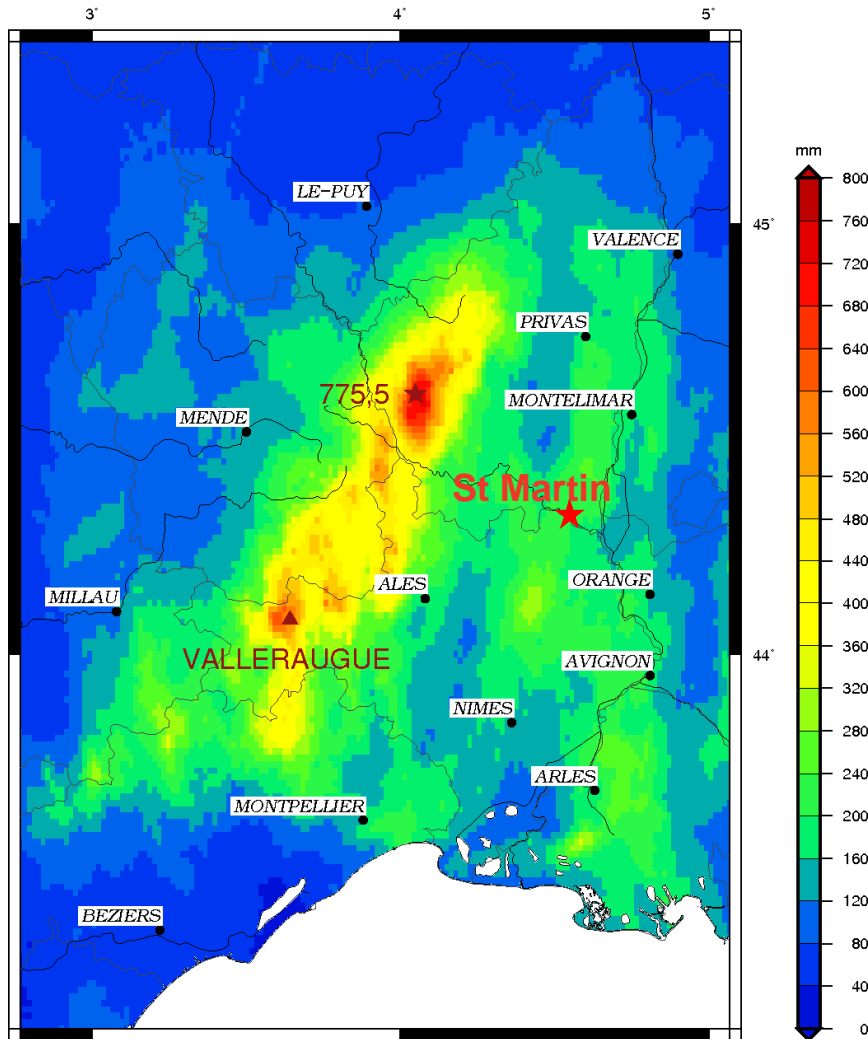 3° 4° 5°
mm
800
LE-PUY
45°
760
VALENCE
720
680
PRIVAS
640
775,5
MONTELIMAR
600
MENDE
560
520
St Martin
480
440
ORANGE
ALES
MILLAU
400
VALLERAUGUE
AVIGNON
44°
360
320
NIMES
280
ARLES
240
MONTPELLIER
200
160
120
BEZIERS
80
40
0